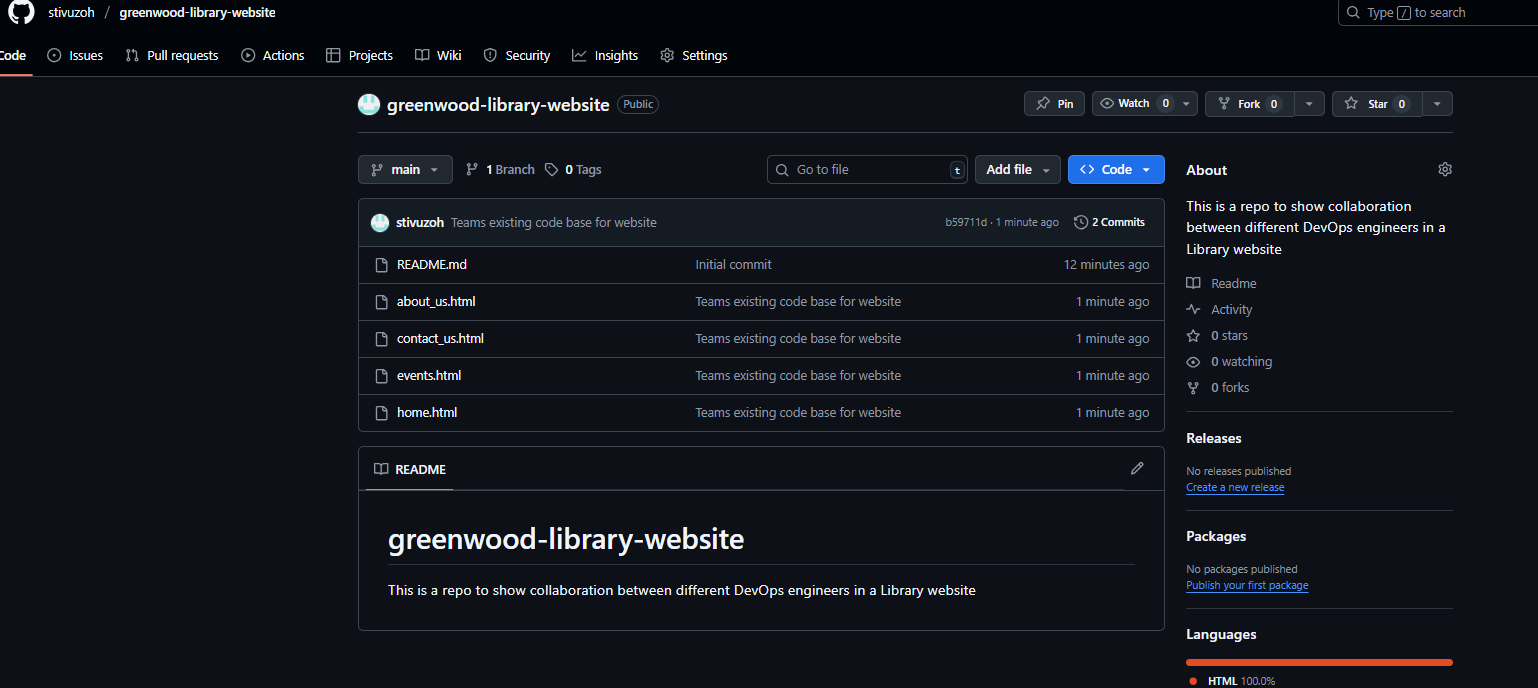 stivuzoh / greenwood-library-website
Type / to search
Code Issues Pull requests Actions Projects Wiki Security Insights Settings
greenwood-library-website Public
Pin Watch 0 Fork 0 Star 0
main 1 Branch 0 Tags Go to file t Add file Code
stivuzoh Teams existing code base for website b59711d · 1 minute ago 2 Commits
README.md Initial commit 12 minutes ago
about_us.html Teams existing code base for website 1 minute ago
contact_us.html Teams existing code base for website 1 minute ago
events.html Teams existing code base for website 1 minute ago
home.html Teams existing code base for website 1 minute ago
README
greenwood-library-website
This is a repo to show collaboration between different DevOps engineers in a Library website
About
This is a repo to show collaboration
between different DevOps engineers in a
Library website
Readme
Activity
0 stars
0 watching
0 forks
Releases
No releases published
Create a new release
Packages
No packages published
Publish your first package
Languages
HTML 100.0%